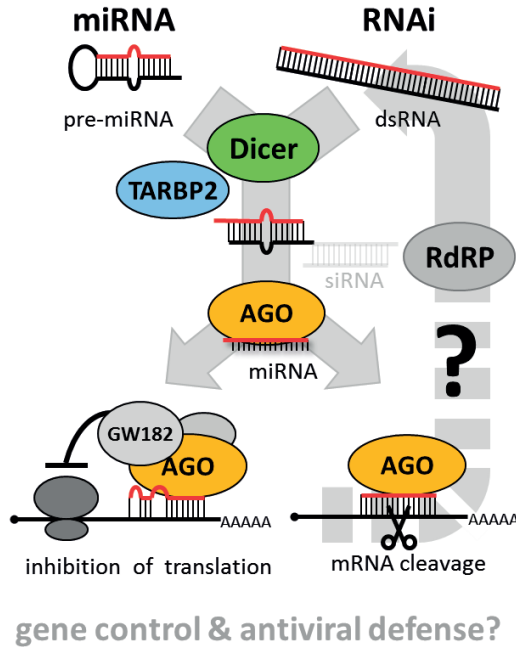 miRNA
RNAi
pre-miRNA
dsRNA
Dicer
TARBP2
RdRP
siRNA
AGO
miRNA
?
GW182
AGO
AGO
AAAAA
AAAAA
inhibition of translation
mRNA cleavage
gene control & antiviral defense?